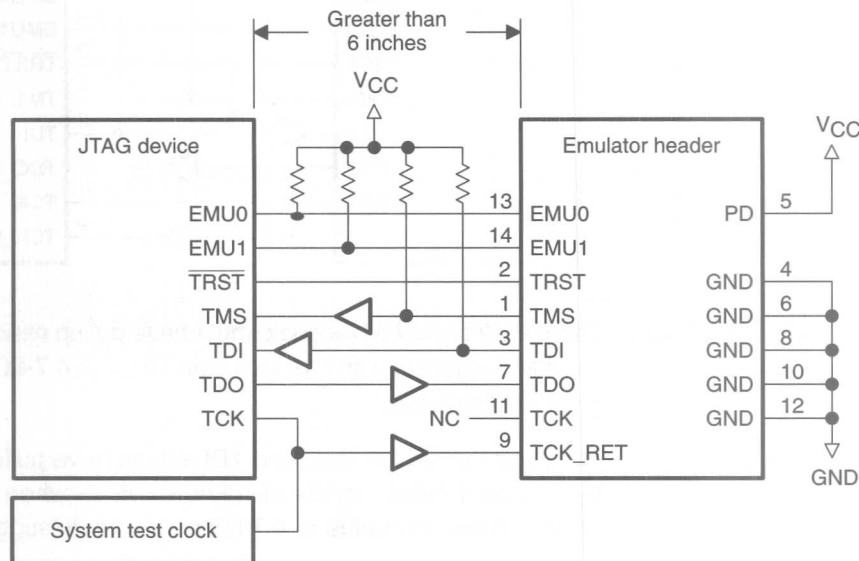 Greater than
6 inches
VCC
JTAG device
Emulator header
VCC
EMU0 13 EMU0 PD 5
EMU1 14 EMU1
TRST 2 TRST GND 4
TMS 1 TMS GND 6
TDI 3 TDI GND 8
TDO 7 TDO GND 10
TCK NC 11 TCK GND 12
9 TCK_RET
GND
System test clock